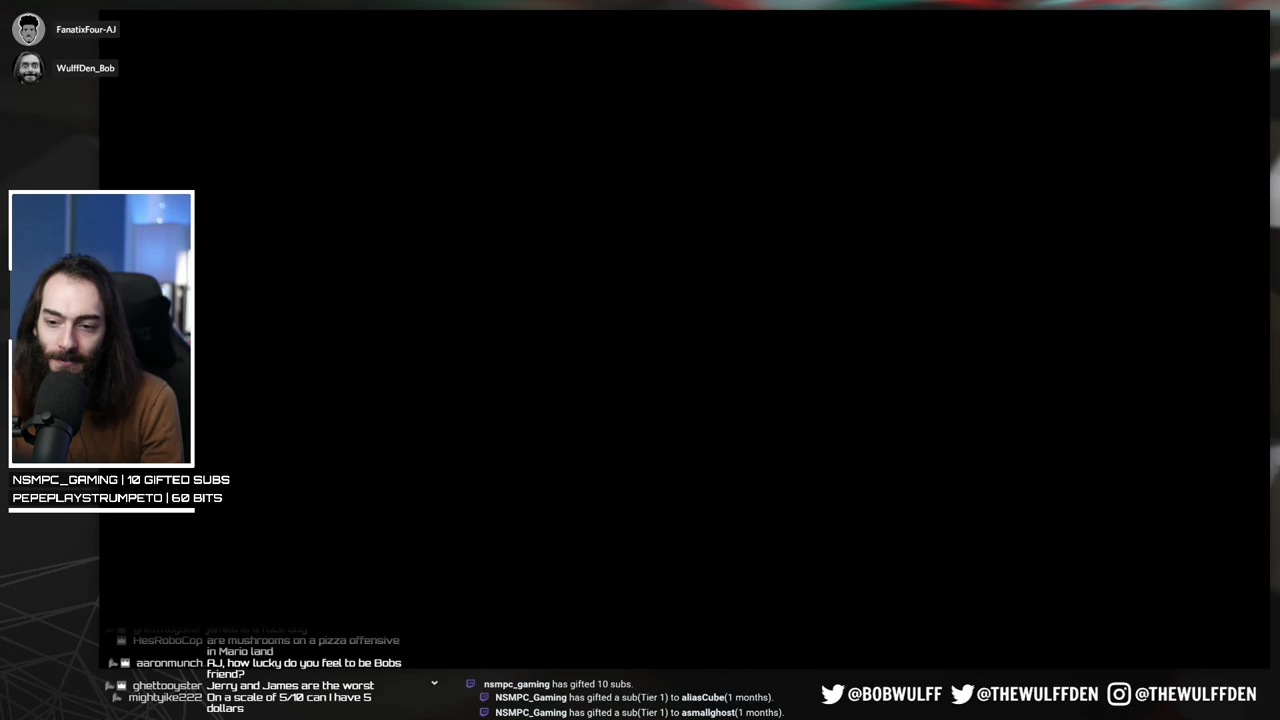 FanatixFour-AJ
WulffDen_Bob
NSMPC_GAMING | 10 GIFTED SUBS
PEPEPLAYSTRUMPETO | 60 BITS
HesRoboCop are mushrooms on a pizza offensive
in Mario land
aaronmunch AJ, how lucky do you feel to be Bobs
friend?
ghettooyster Jerry and James are the worst
mightyike222 On a scale of 5/10 can I have 5
dollars
nsmpc_gaming has gifted 10 subs.
NSMPC_Gaming has gifted a sub(Tier 1) to aliasCube(1 months).
NSMPC_Gaming has gifted a sub(Tier 1) to asmallghost(1 months).
@BOBWULFF @THEWULFFDEN @THEWULFFDEN